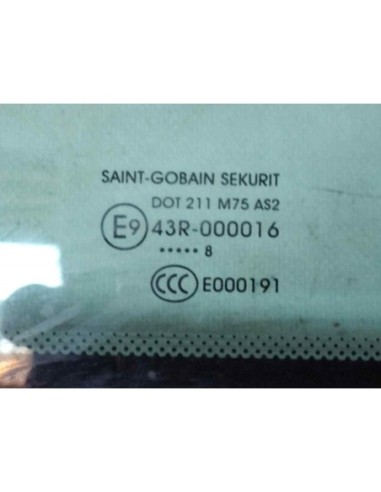 SAINT-GOBAIN SEKURIT
DOT 211 M75 AS2
E9 43R-000016
••••• 8
CCC E000191